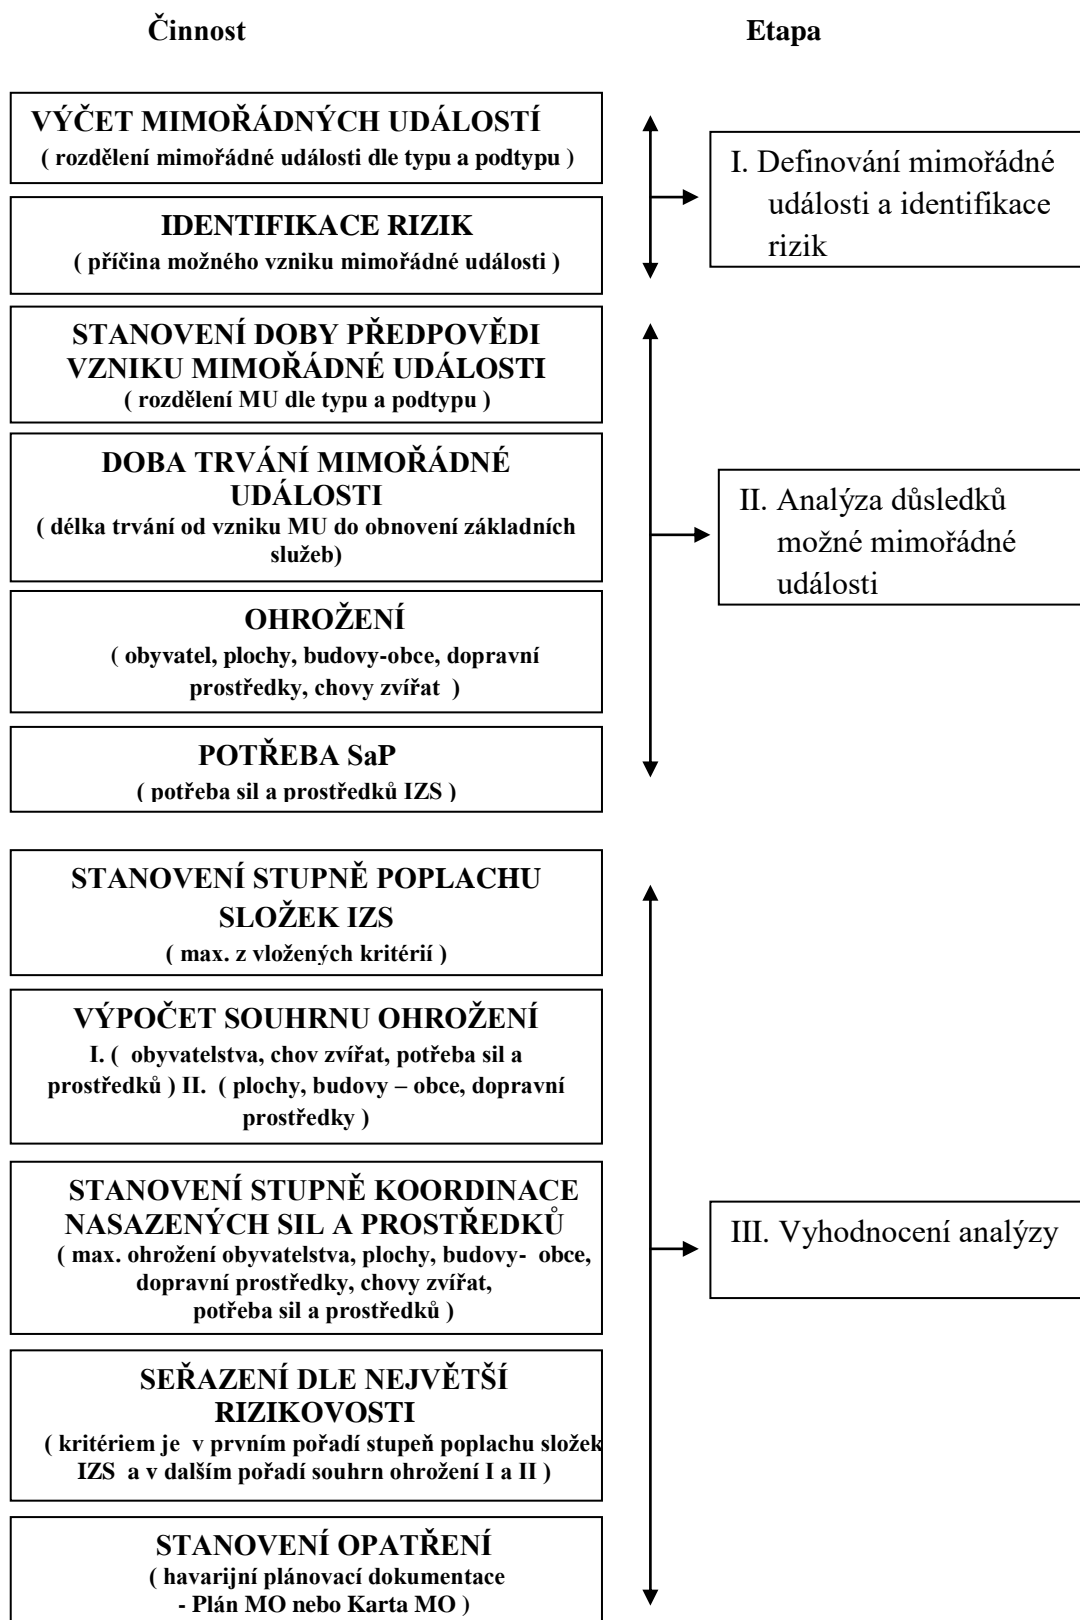 Činnost
Etapa
VÝČET MIMOŘÁDNÝCH UDÁLOSTÍ
( rozdělení mimořádné události dle typu a podtypu )
IDENTIFIKACE RIZIK
( příčina možného vzniku mimořádné události )
I. Definování mimořádné
události a identifikace
rizik
STANOVENÍ DOBY PŘEDPOVĚDI
VZNIKU MIMOŘÁDNÉ UDÁLOSTI
( rozdělení MU dle typu a podtypu )
DOBA TRVÁNÍ MIMOŘÁDNÉ
UDÁLOSTI
( délka trvání od vzniku MU do obnovení základních
služeb)
OHROŽENÍ
( obyvatel, plochy, budovy-obce, dopravní
prostředky, chovy zvířat )
POTŘEBA SaP
( potřeba sil a prostředků IZS )
II. Analýza důsledků
možné mimořádné
události
STANOVENÍ STUPNĚ POPLACHU
SLOŽEK IZS
( max. z vložených kritérií )
VÝPOČET SOUHRNU OHROŽENÍ
I. ( obyvatelstva, chov zvířat, potřeba sil a
prostředků ) II. ( plochy, budovy – obce, dopravní
prostředky )
STANOVENÍ STUPNĚ KOORDINACE
NASAZENÝCH SIL A PROSTŘEDKŮ
( max. ohrožení obyvatelstva, plochy, budovy- obce,
dopravní prostředky, chovy zvířat,
potřeba sil a prostředků )
SEŘAZENÍ DLE NEJVĚTŠÍ
RIZIKOVOSTI
( kritériem je v prvním pořadí stupeň poplachu složek
IZS a v dalším pořadí souhrn ohrožení I a II )
STANOVENÍ OPATŘENÍ
( havarijní plánovací dokumentace
- Plán MO nebo Karta MO )
III. Vyhodnocení analýzy